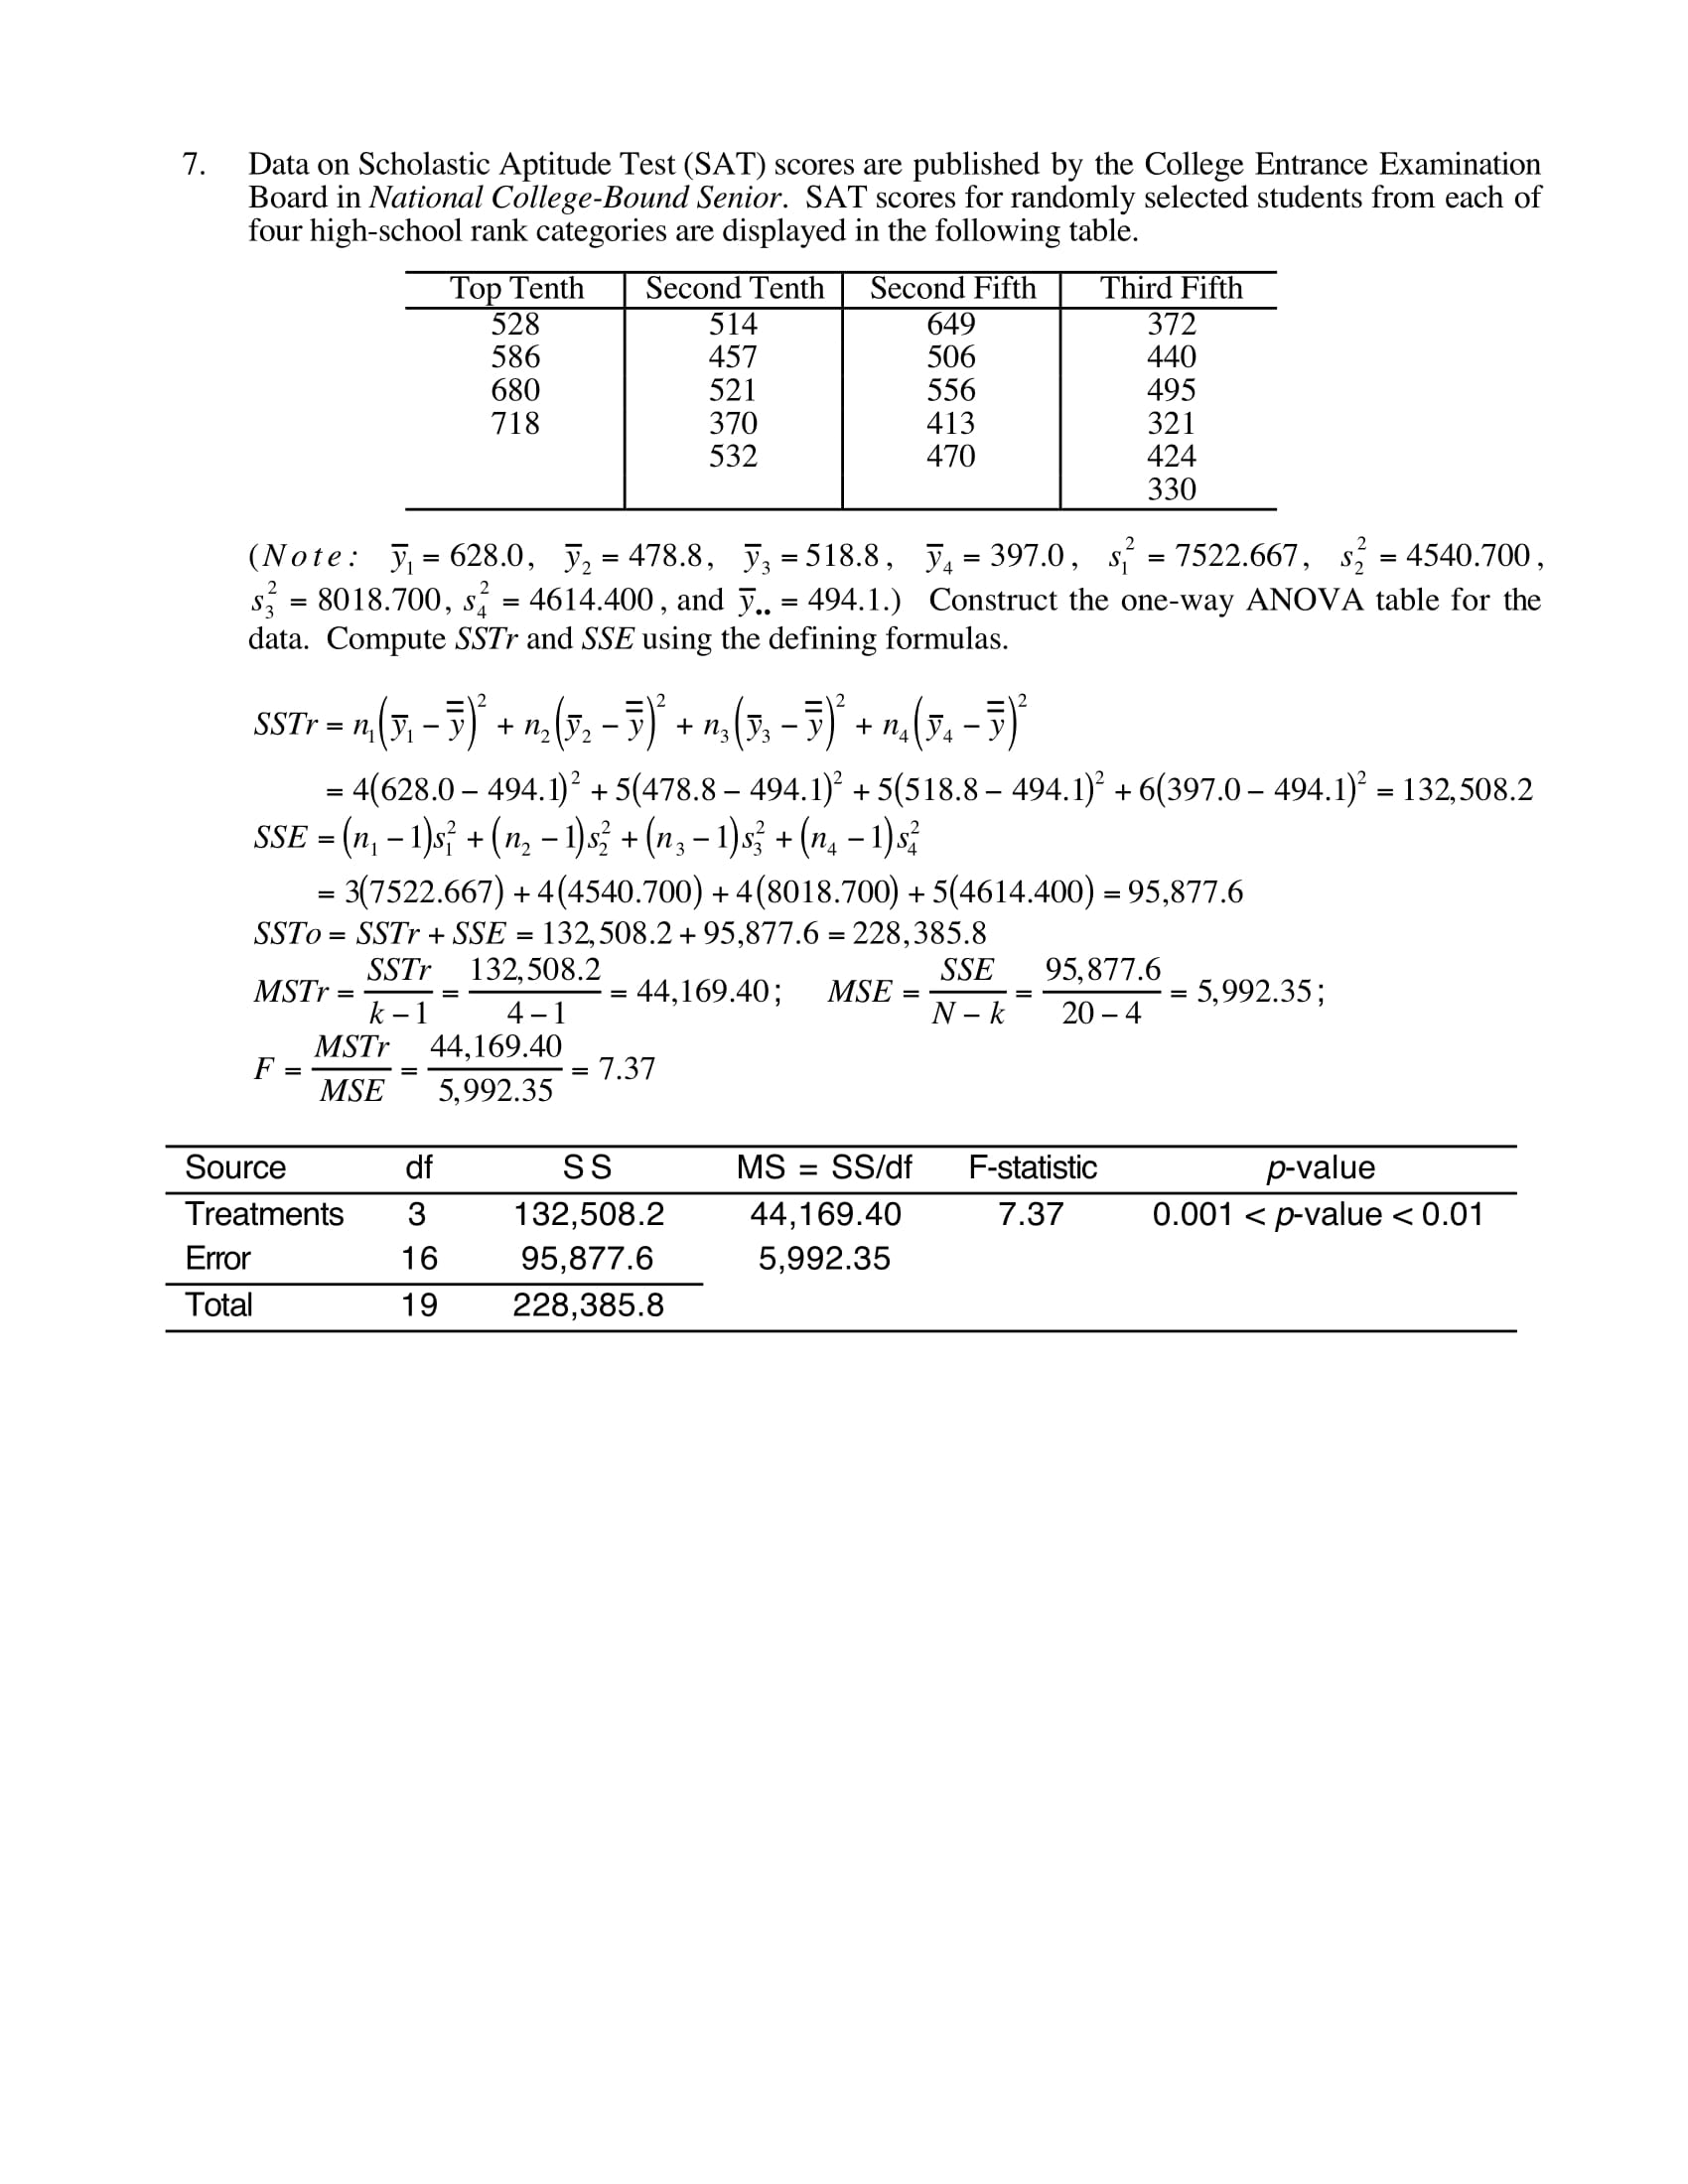 7. Data on Scholastic Aptitude Test (SAT) scores are published by the College Entrance Examination
Board in National College-Bound Senior. SAT scores for randomly selected students from each of
four high-school rank categories are displayed in the following table.
Top Tenth | Second Tenth | Second Fifth | Third Fifth
528 | 514 | 649 | 372
586 | 457 | 506 | 440
680 | 521 | 556 | 495
718 | 370 | 413 | 321
532 | 470 | 424
330
(Note: ȳ₁ = 628.0, ȳ₂ = 478.8, ȳ₃ = 518.8, ȳ₄ = 397.0, s₁² = 7522.667, s₂² = 4540.700,
s₃² = 8018.700, s₄² = 4614.400, and ȳ.. = 494.1.) Construct the one-way ANOVA table for the
data. Compute SSTr and SSE using the defining formulas.
SSTr = n₁(ȳ₁ − y̿)² + n₂(ȳ₂ − y̿)² + n₃(ȳ₃ − y̿)² + n₄(ȳ₄ − y̿)²
= 4(628.0 − 494.1)² + 5(478.8 − 494.1)² + 5(518.8 − 494.1)² + 6(397.0 − 494.1)² = 132,508.2
SSE = (n₁ − 1)s₁² + (n₂ − 1)s₂² + (n₃ − 1)s₃² + (n₄ − 1)s₄²
= 3(7522.667) + 4(4540.700) + 4(8018.700) + 5(4614.400) = 95,877.6
SSTo = SSTr + SSE = 132,508.2 + 95,877.6 = 228,385.8
MSTr = SSTr/(k − 1) = 132,508.2/(4 − 1) = 44,169.40; MSE = SSE/(N − k) = 95,877.6/(20 − 4) = 5,992.35;
F = MSTr/MSE = 44,169.40/5,992.35 = 7.37
Source | df | SS | MS = SS/df | F-statistic | p-value
Treatments | 3 | 132,508.2 | 44,169.40 | 7.37 | 0.001 < p-value < 0.01
Error | 16 | 95,877.6 | 5,992.35
Total | 19 | 228,385.8